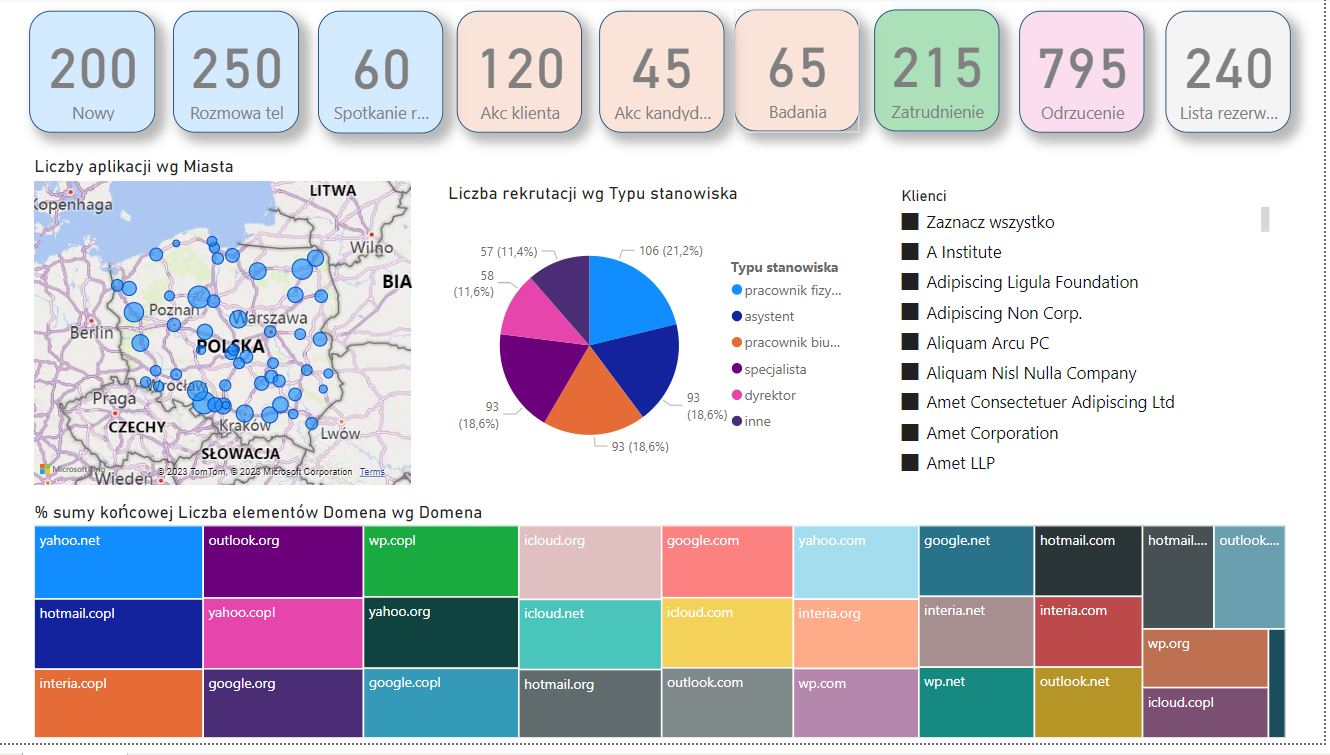 200
Nowy
250
Rozmowa tel
60
Spotkanie r...
120
Akc klienta
45
Akc kandyd...
65
Badania
215
Zatrudnienie
795
Odrzucenie
240
Lista rezerw...
Liczby aplikacji wg Miasta
LITWA
Kopenhaga
Wilno
BIA
Poznań
Warszawa
Berlin
POLSKA
Wrocław
Praga
CZECHY
Kraków
Lwów
SŁOWACJA
Microsoft Bing
© 2023 TomTom, © 2023 Microsoft Corporation Terms
Wiedeń
Liczba rekrutacji wg Typu stanowiska
57 (11,4%)
106 (21,2%)
58
(11,6%)
93
(18,6%)
93
(18,6%)
93 (18,6%)
Typu stanowiska
pracownik fizy...
asystent
pracownik biu...
specjalista
dyrektor
inne
Klienci
Zaznacz wszystko
A Institute
Adipiscing Ligula Foundation
Adipiscing Non Corp.
Aliquam Arcu PC
Aliquam Nisl Nulla Company
Amet Consectetuer Adipiscing Ltd
Amet Corporation
Amet LLP
% sumy końcowej Liczba elementów Domena wg Domena
yahoo.net
outlook.org
wp.copl
icloud.org
google.com
yahoo.com
google.net
hotmail.com
hotmail....
outlook....
hotmail.copl
yahoo.copl
yahoo.org
icloud.net
icloud.com
interia.org
interia.net
interia.com
wp.org
interia.copl
google.org
google.copl
hotmail.org
outlook.com
wp.com
wp.net
outlook.net
icloud.copl